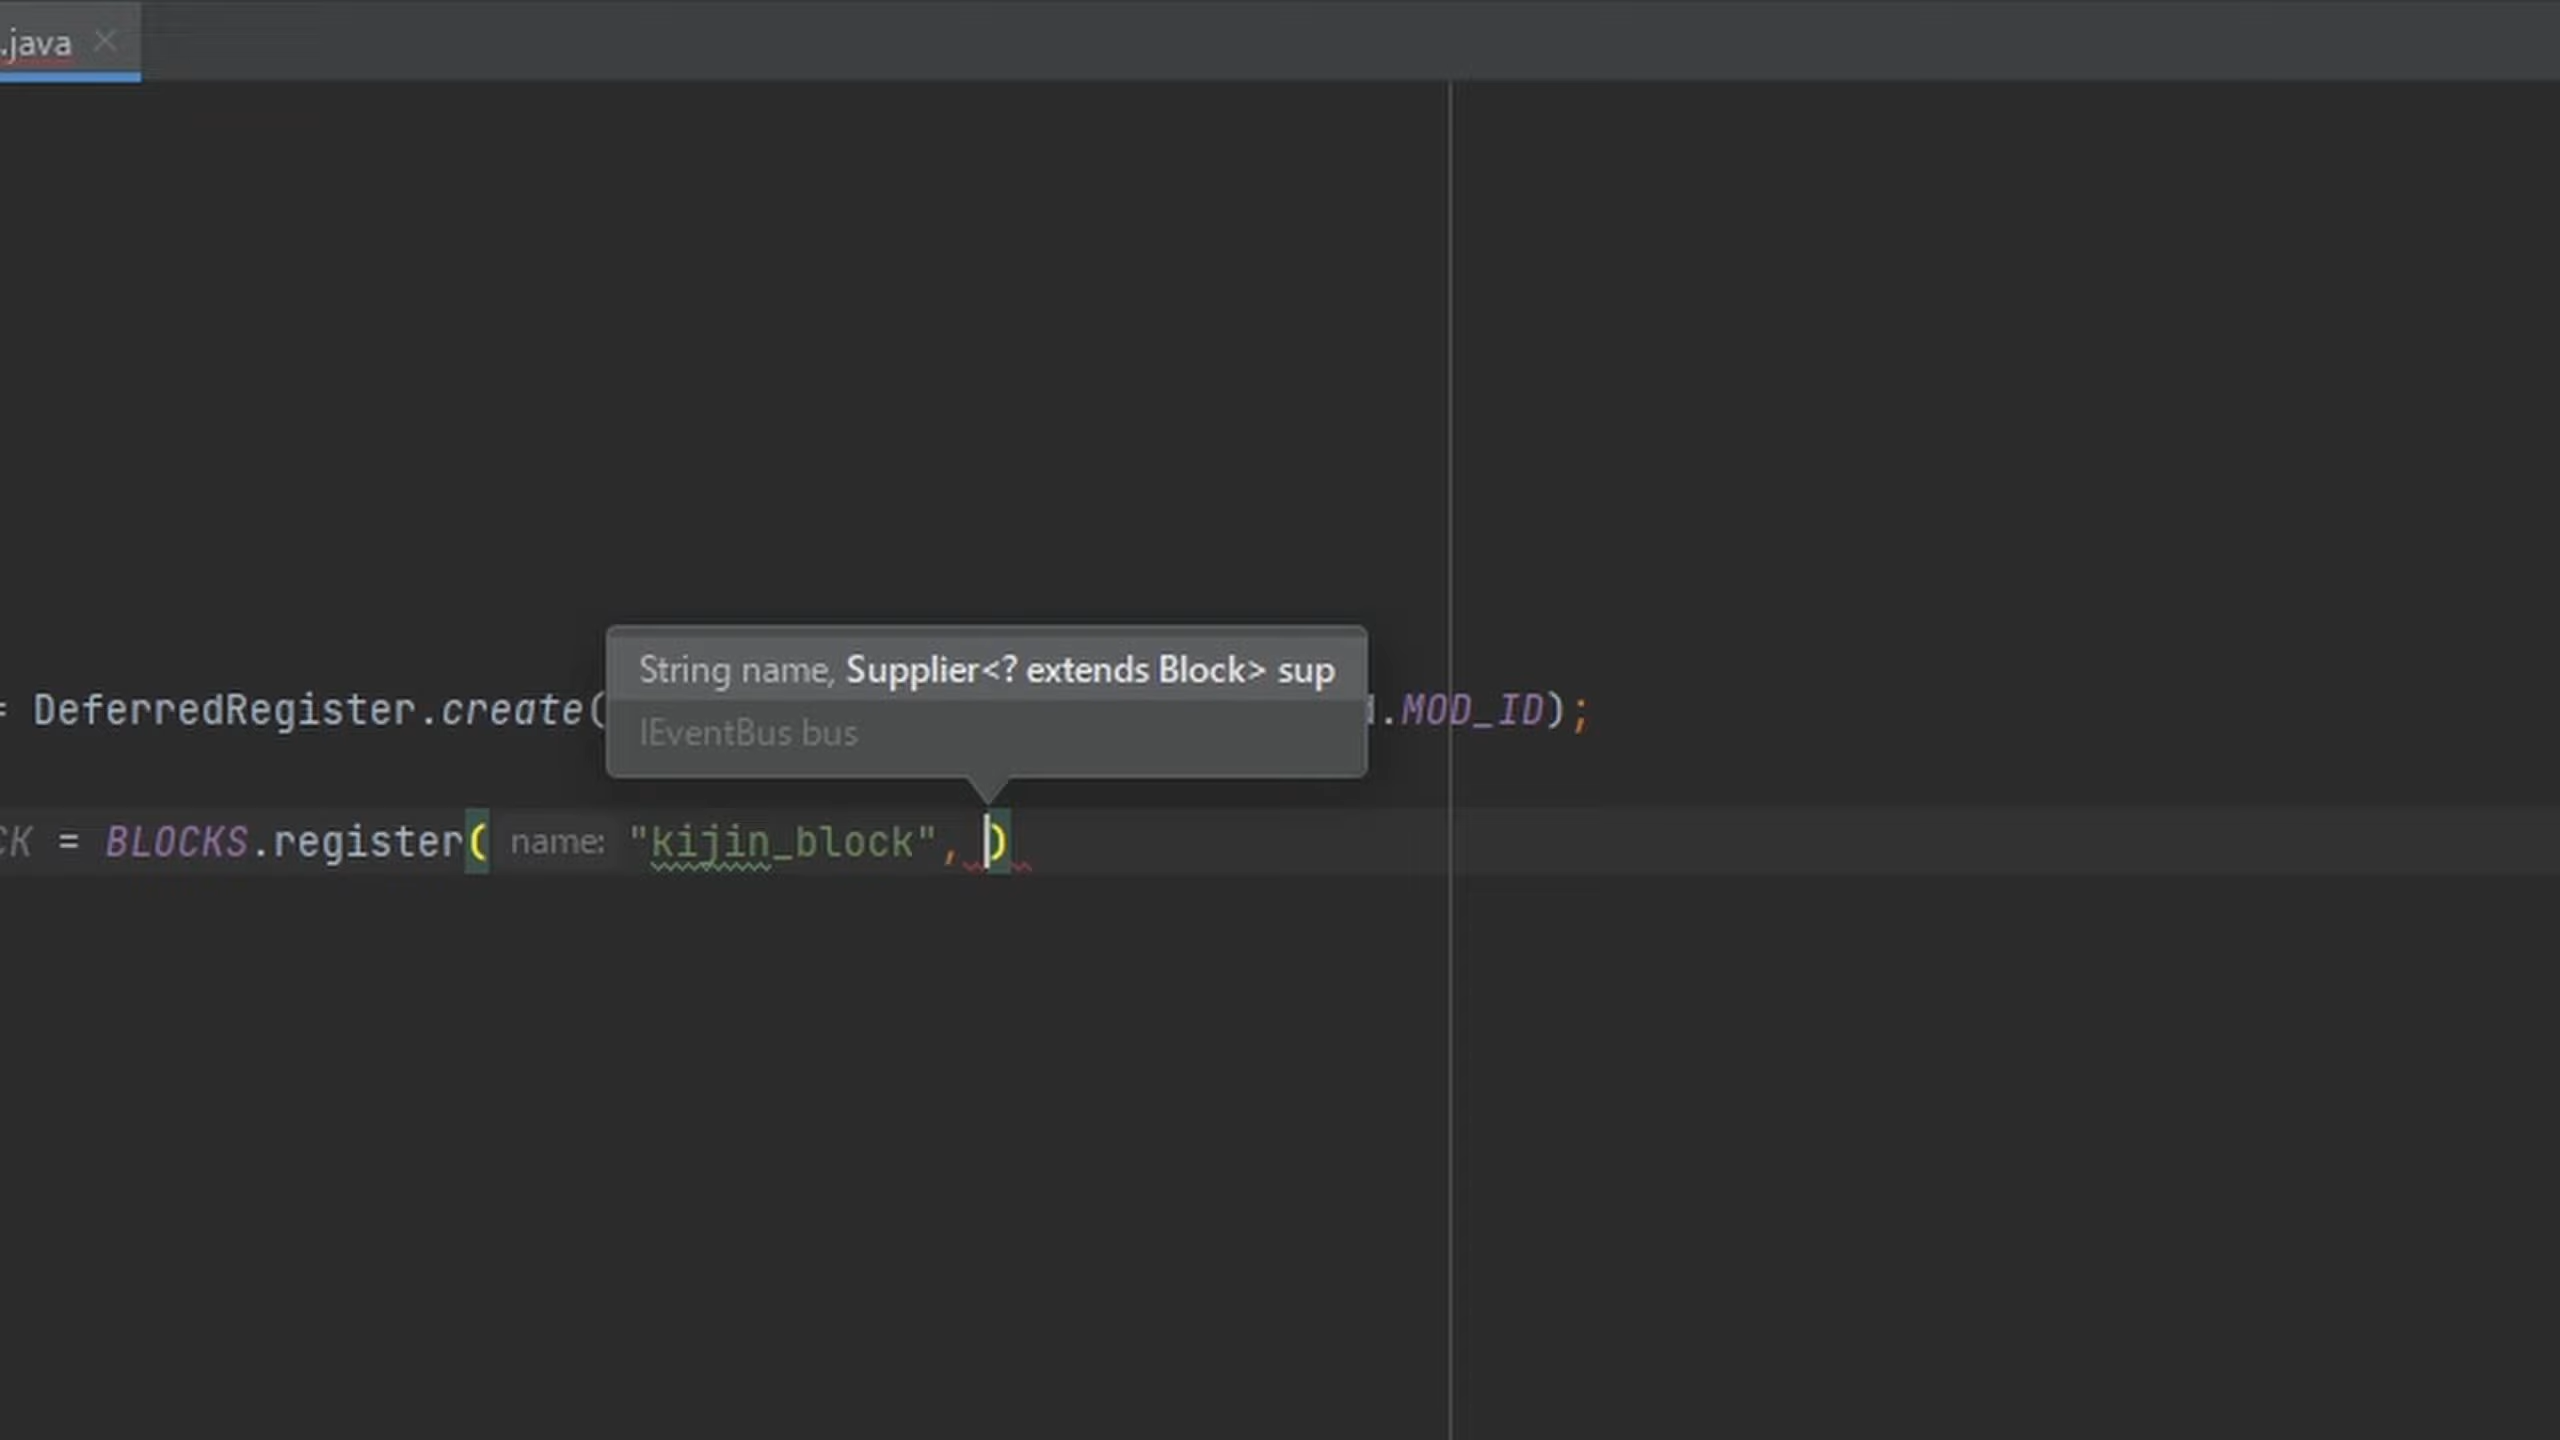 .java
String name, Supplier<? extends Block> sup
= DeferredRegister.create( .MOD_ID);
IEventBus bus
CK = BLOCKS.register( name: "kijin_block", )